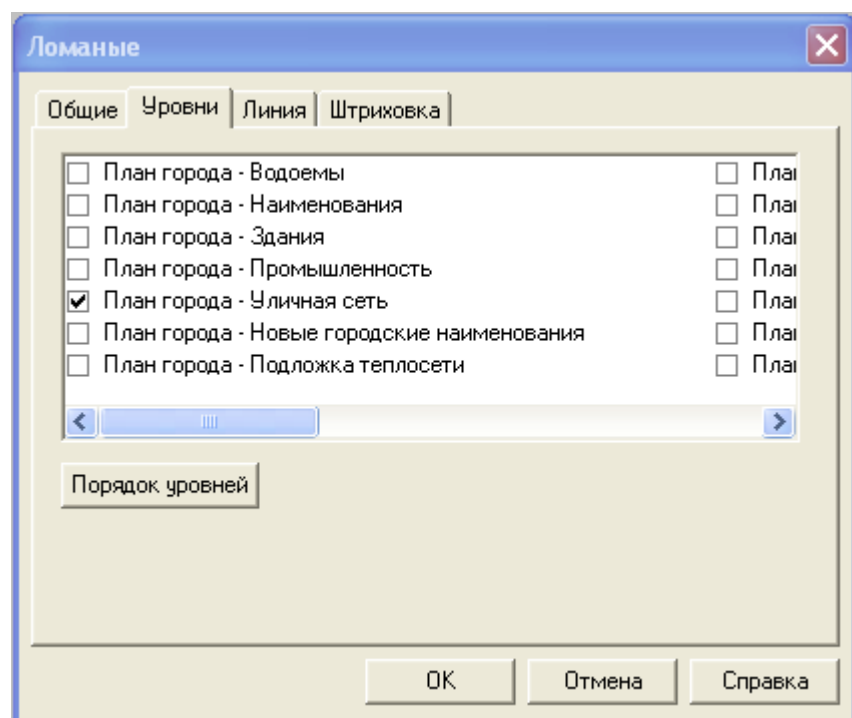 Ломаные
Общие Уровни Линия Штриховка
План города - Водоемы
План города - Наименования
План города - Здания
План города - Промышленность
План города - Уличная сеть
План города - Новые городские наименования
План города - Подложка теплосети
Порядок уровней
OK Отмена Справка